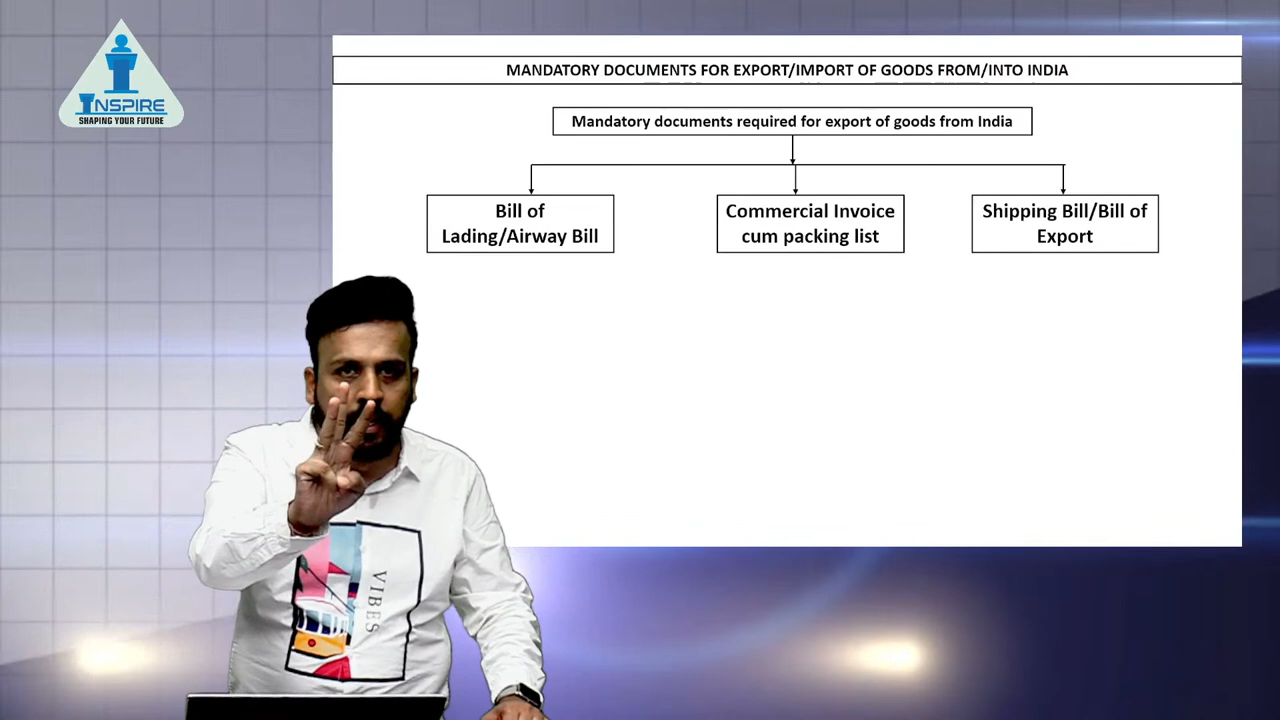 INSPIRE
SHAPING YOUR FUTURE
MANDATORY DOCUMENTS FOR EXPORT/IMPORT OF GOODS FROM/INTO INDIA
Mandatory documents required for export of goods from India
Bill of
Lading/Airway Bill
Commercial Invoice
cum packing list
Shipping Bill/Bill of
Export
VIBES